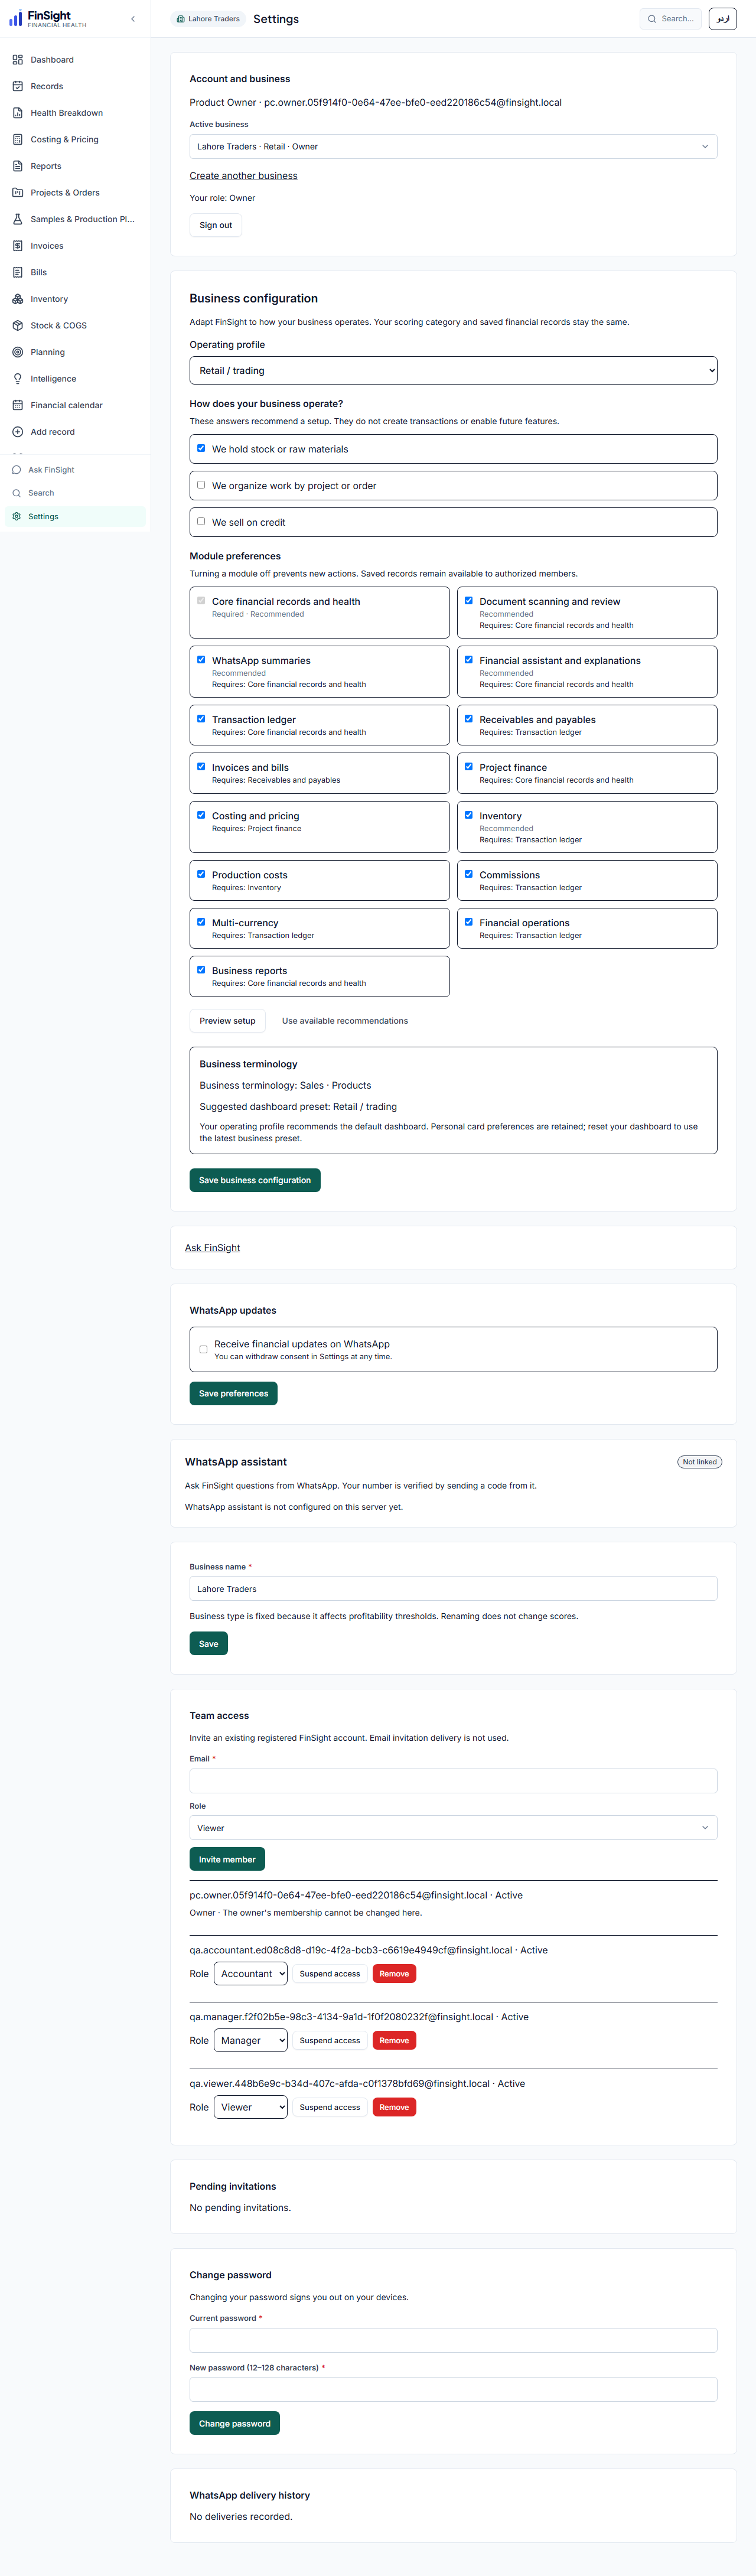 FinSight
FINANCIAL HEALTH
Lahore Traders
Settings
Search...
اردو
Dashboard
Records
Health Breakdown
Costing & Pricing
Reports
Projects & Orders
Samples & Production Pl...
Invoices
Bills
Inventory
Stock & COGS
Planning
Intelligence
Financial calendar
Add record
Ask FinSight
Search
Settings
Account and business
Product Owner · pc.owner.05f914f0-0e64-47ee-bfe0-eed220186c54@finsight.local
Active business
Lahore Traders · Retail · Owner
Create another business
Your role: Owner
Sign out
Business configuration
Adapt FinSight to how your business operates. Your scoring category and saved financial records stay the same.
Operating profile
Retail / trading
How does your business operate?
These answers recommend a setup. They do not create transactions or enable future features.
We hold stock or raw materials
We organize work by project or order
We sell on credit
Module preferences
Turning a module off prevents new actions. Saved records remain available to authorized members.
Core financial records and health
Required · Recommended
Document scanning and review
Recommended
Requires: Core financial records and health
WhatsApp summaries
Recommended
Requires: Core financial records and health
Financial assistant and explanations
Recommended
Requires: Core financial records and health
Transaction ledger
Requires: Core financial records and health
Receivables and payables
Requires: Transaction ledger
Invoices and bills
Requires: Receivables and payables
Project finance
Requires: Core financial records and health
Costing and pricing
Requires: Project finance
Inventory
Recommended
Requires: Transaction ledger
Production costs
Requires: Inventory
Commissions
Requires: Transaction ledger
Multi-currency
Requires: Transaction ledger
Financial operations
Requires: Transaction ledger
Business reports
Requires: Core financial records and health
Preview setup
Use available recommendations
Business terminology
Business terminology: Sales · Products
Suggested dashboard preset: Retail / trading
Your operating profile recommends the default dashboard. Personal card preferences are retained; reset your dashboard to use
the latest business preset.
Save business configuration
Ask FinSight
WhatsApp updates
Receive financial updates on WhatsApp
You can withdraw consent in Settings at any time.
Save preferences
WhatsApp assistant
Not linked
Ask FinSight questions from WhatsApp. Your number is verified by sending a code from it.
WhatsApp assistant is not configured on this server yet.
Business name *
Lahore Traders
Business type is fixed because it affects profitability thresholds. Renaming does not change scores.
Save
Team access
Invite an existing registered FinSight account. Email invitation delivery is not used.
Email *
Role
Viewer
Invite member
pc.owner.05f914f0-0e64-47ee-bfe0-eed220186c54@finsight.local · Active
Owner · The owner's membership cannot be changed here.
qa.accountant.ed08c8d8-d19c-4f2a-bcb3-c6619e4949cf@finsight.local · Active
Role Accountant Suspend access Remove
qa.manager.f2f02b5e-98c3-4134-9a1d-1f0f2080232f@finsight.local · Active
Role Manager Suspend access Remove
qa.viewer.448b6e9c-b34d-407c-afda-c0f1378bfd69@finsight.local · Active
Role Viewer Suspend access Remove
Pending invitations
No pending invitations.
Change password
Changing your password signs you out on your devices.
Current password *
New password (12–128 characters) *
Change password
WhatsApp delivery history
No deliveries recorded.